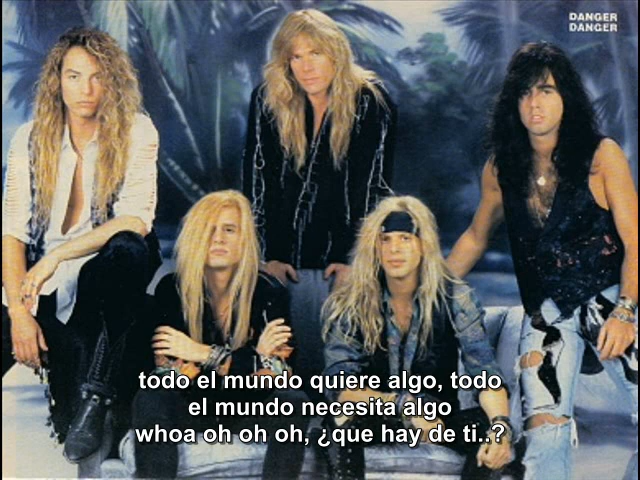 DANGER
DANGER
todo el mundo quiere algo, todo
el mundo necesita algo
whoa oh oh oh, ¿que hay de ti..?